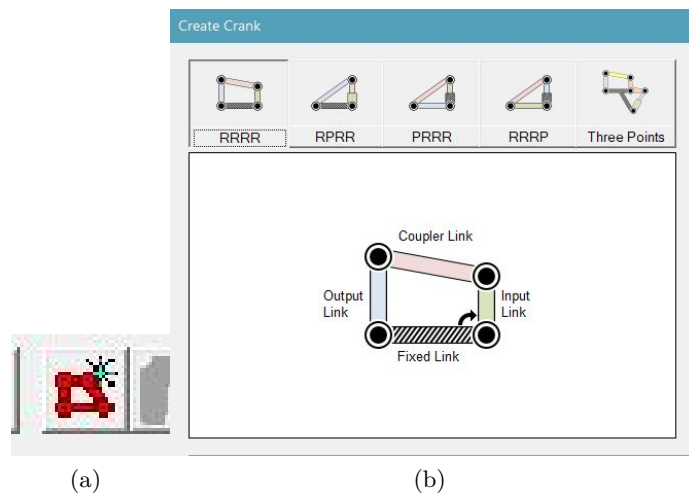 Create Crank
RRRR RPRR PRRR RRRP Three Points
Coupler Link
Output
Link
Input
Link
Fixed Link
(a) (b)